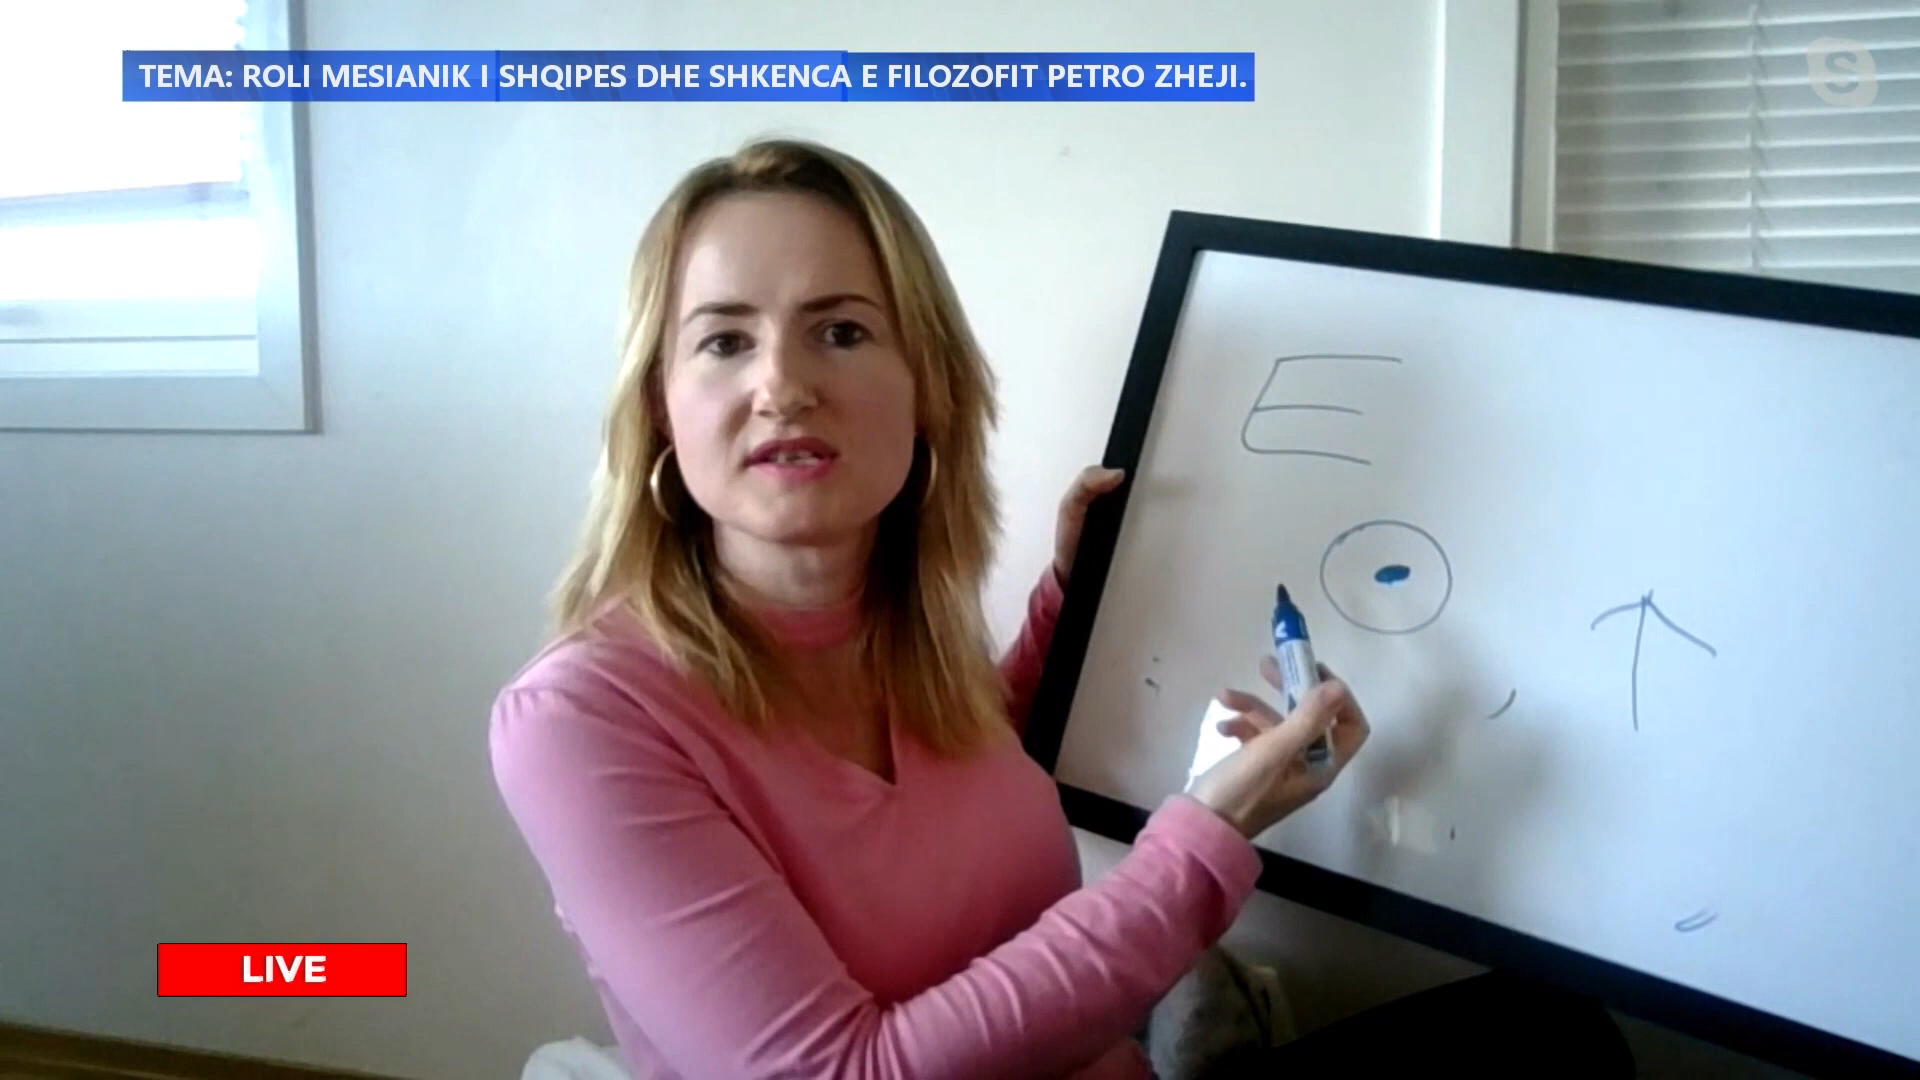 TEMA: ROLI MESIANIK I SHQIPES DHE SHKENCA E FILOZOFIT PETRO ZHEJI.
S
E
LIVE